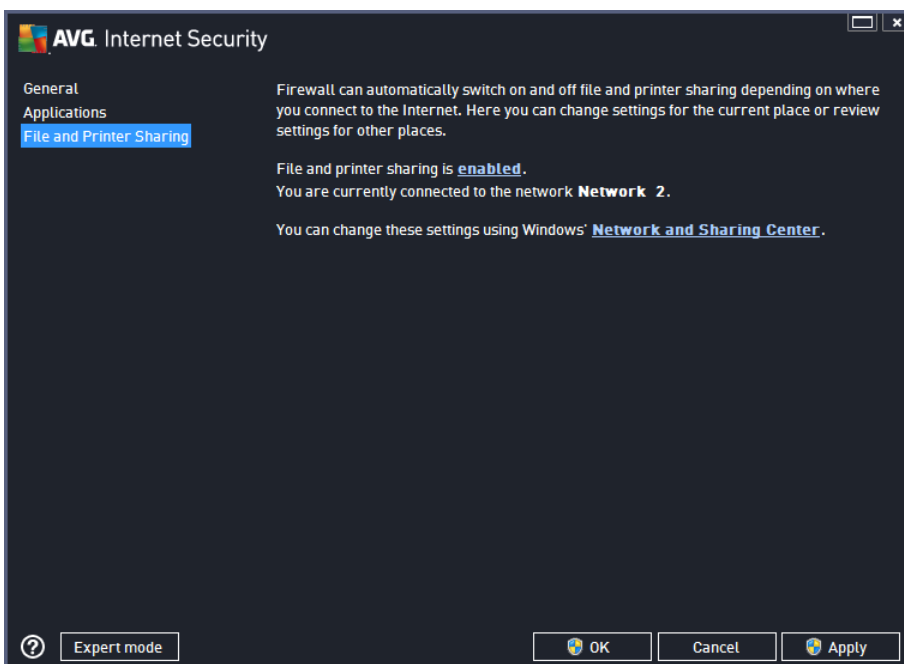 AVG. Internet Security
General
Applications
File and Printer Sharing
Firewall can automatically switch on and off file and printer sharing depending on where
you connect to the Internet. Here you can change settings for the current place or review
settings for other places.
File and printer sharing is enabled.
You are currently connected to the network Network 2.
You can change these settings using Windows' Network and Sharing Center.
? Expert mode
OK
Cancel
Apply